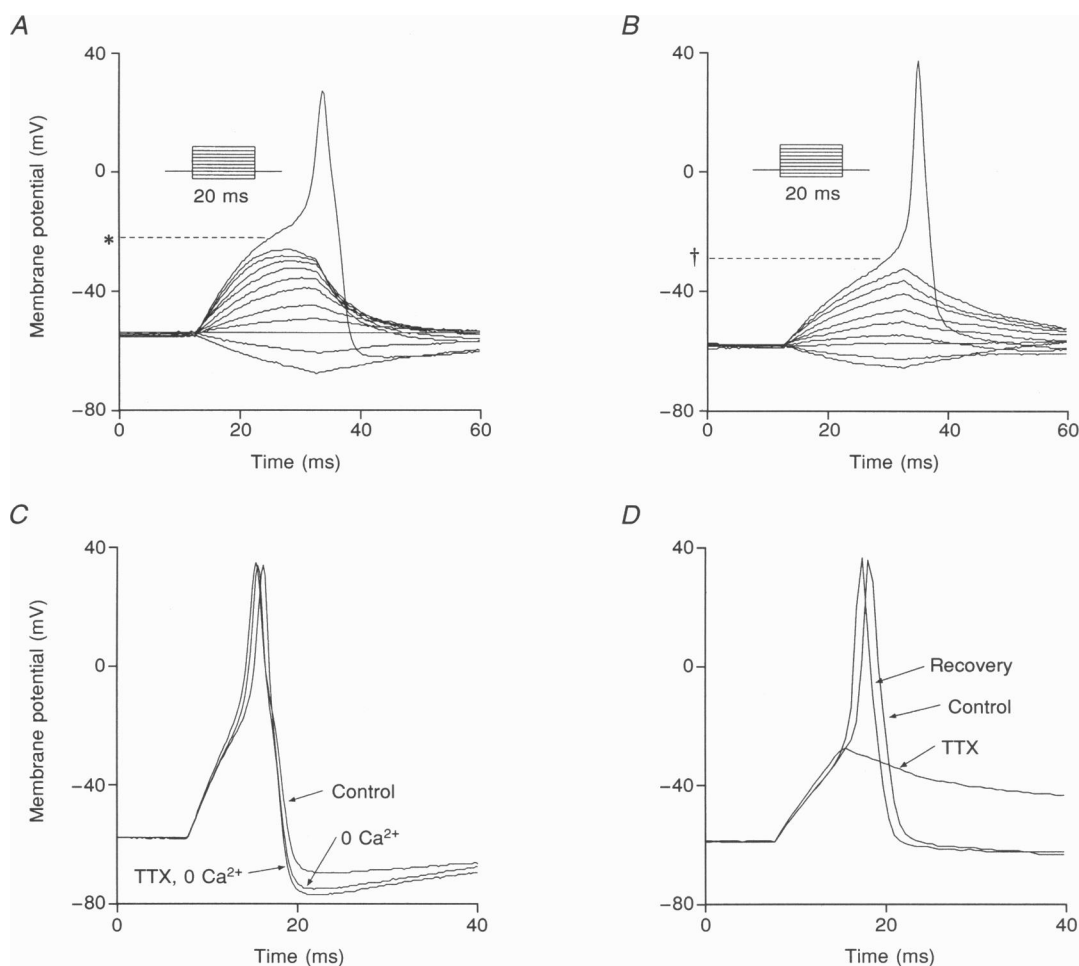 A
Membrane potential (mV)
40
0
−40
−80
*
20 ms
0
20
40
60
Time (ms)
B
40
0
−40
−80
†
20 ms
0
20
40
60
Time (ms)
C
Membrane potential (mV)
40
0
−40
−80
Control
0 Ca²⁺
TTX, 0 Ca²⁺
0
20
40
Time (ms)
D
40
0
−40
−80
Recovery
Control
TTX
0
20
40
Time (ms)